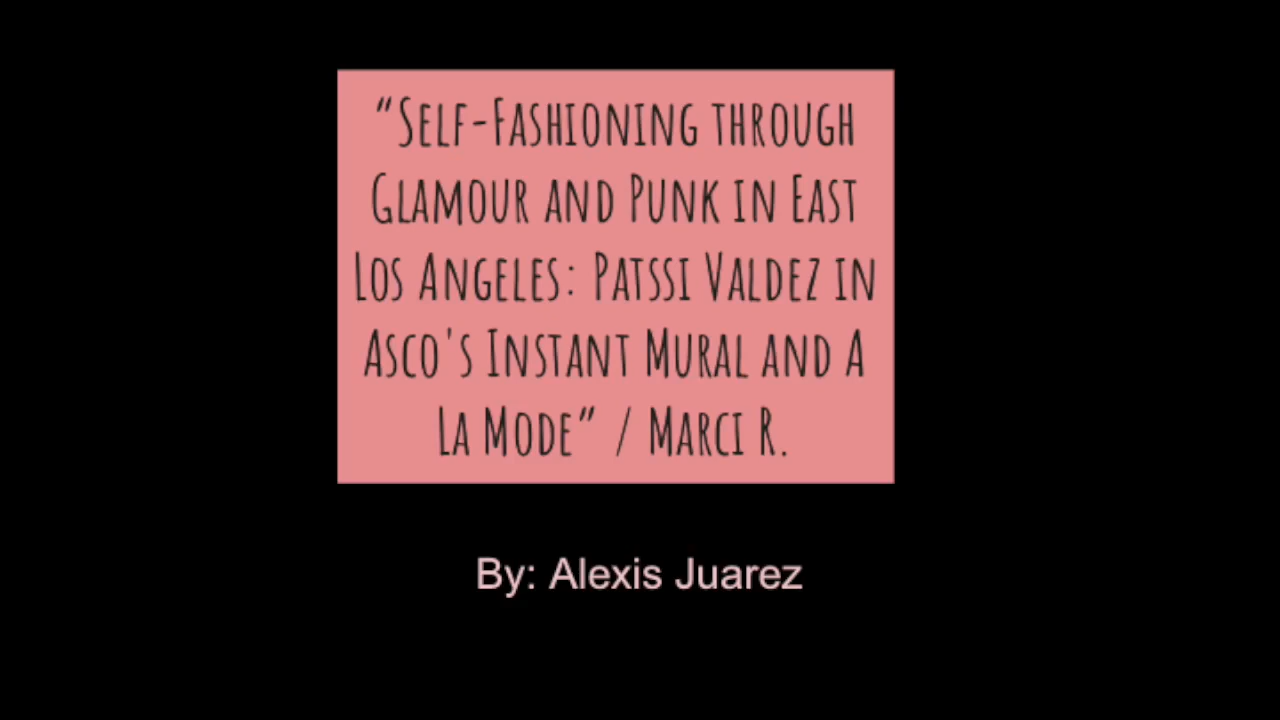 “Self-Fashioning through
Glamour and Punk in East
Los Angeles: Patssi Valdez in
Asco's Instant Mural and A
La Mode” / Marci R.
By: Alexis Juarez